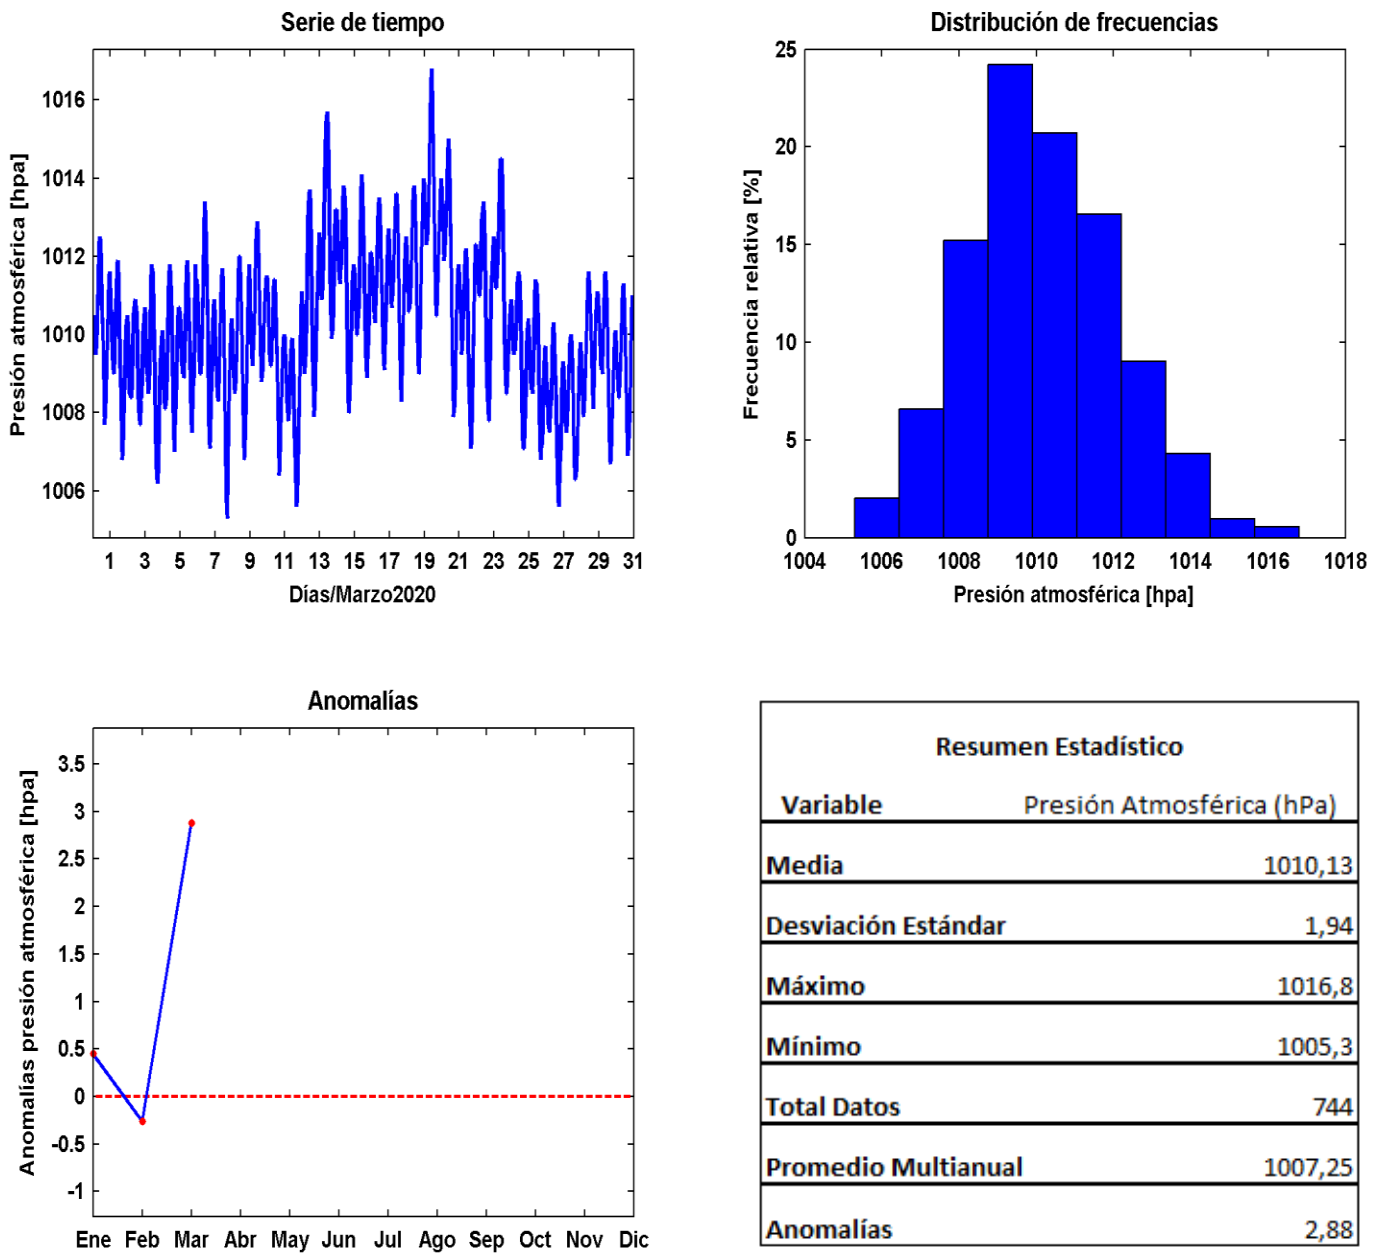 Serie de tiempo
Presión atmosférica [hpa]
1016
1014
1012
1010
1008
1006
1 3 5 7 9 11 13 15 17 19 21 23 25 27 29 31
Días/Marzo2020
Distribución de frecuencias
Frecuencia relativa [%]
25
20
15
10
5
0
1004 1006 1008 1010 1012 1014 1016 1018
Presión atmosférica [hpa]
Anomalías
Anomalías presión atmosférica [hpa]
3.5
3
2.5
2
1.5
1
0.5
0
-0.5
-1
Ene Feb Mar Abr May Jun Jul Ago Sep Oct Nov Dic
Resumen Estadístico
Variable Presión Atmosférica (hPa)
Media 1010,13
Desviación Estándar 1,94
Máximo 1016,8
Mínimo 1005,3
Total Datos 744
Promedio Multianual 1007,25
Anomalías 2,88